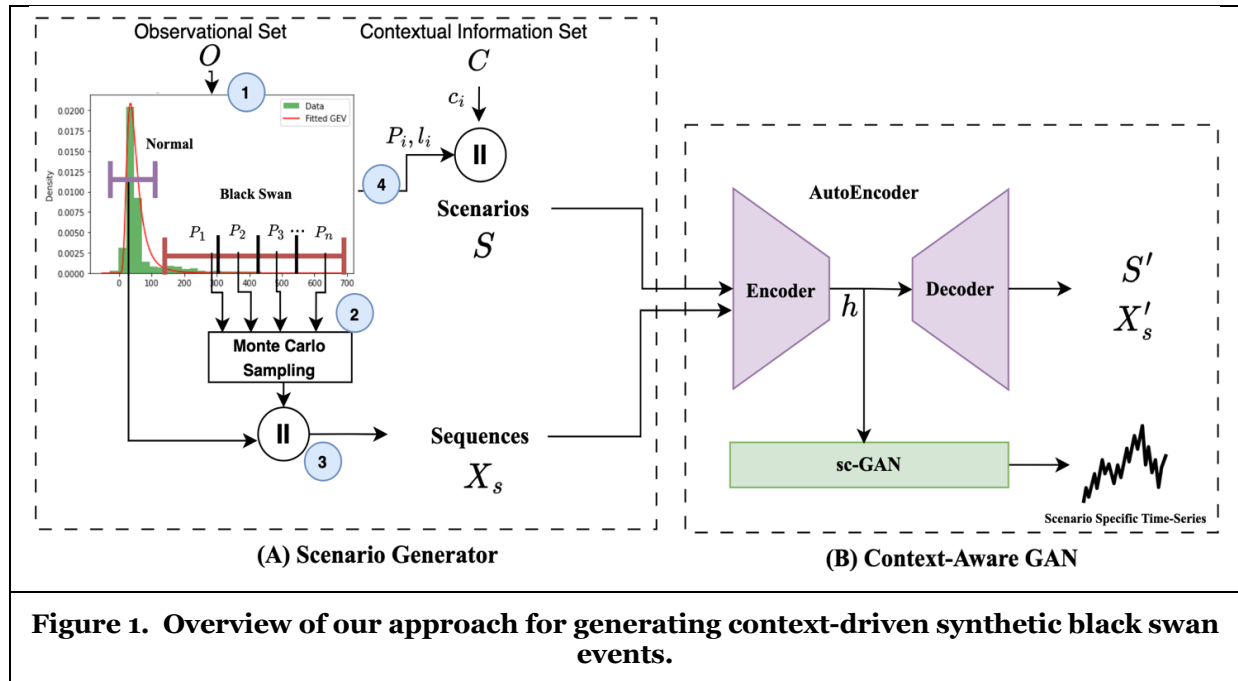 Observational Set
O
Contextual Information Set
C
c_i
1
Data
Fitted GEV
Normal
Black Swan
P_1 P_2 P_3 ... P_n
Density
0.0200
0.0175
0.0150
0.0125
0.0100
0.0075
0.0050
0.0025
0.0000
0 100 200 300 400 500 600 700
P_i, l_i
4
||
Scenarios
S
2
Monte Carlo
Sampling
||
3
Sequences
X_s
(A) Scenario Generator
AutoEncoder
Encoder
h
Decoder
S'
X'_s
sc-GAN
Scenario Specific Time-Series
(B) Context-Aware GAN
Figure 1. Overview of our approach for generating context-driven synthetic black swan
events.